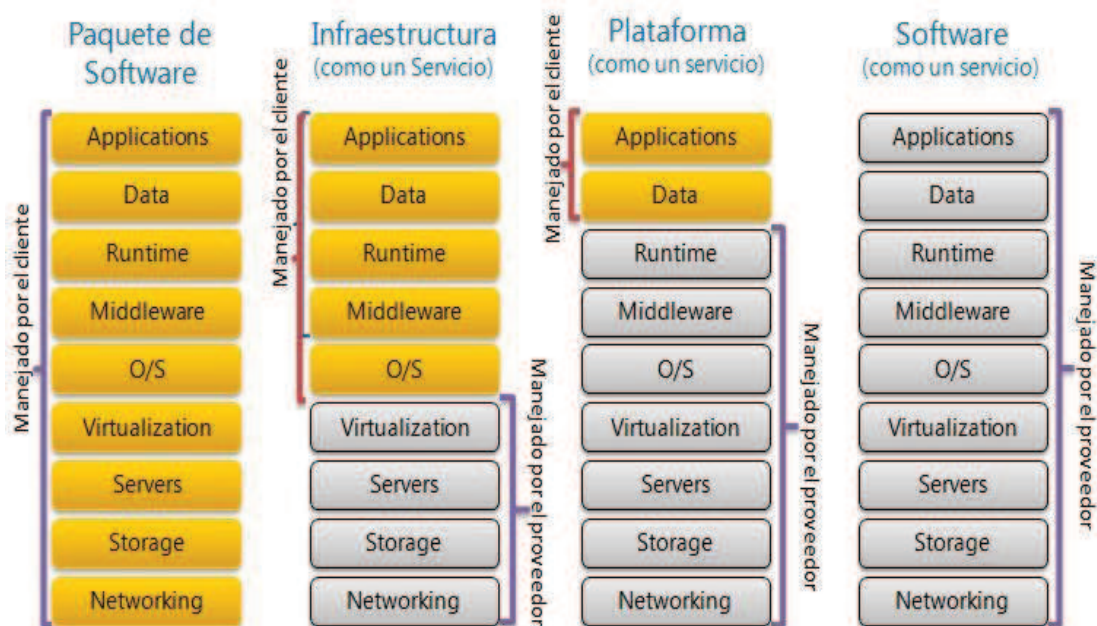 Paquete de
Software
Manejado por el cliente
Applications
Data
Runtime
Middleware
O/S
Virtualization
Servers
Storage
Networking
Infraestructura
(como un Servicio)
Manejado por el cliente
Applications
Data
Runtime
Middleware
O/S
Virtualization
Servers
Storage
Networking
Manejado por el proveedor
Plataforma
(como un servicio)
Manejado por el cliente
Applications
Data
Runtime
Middleware
O/S
Virtualization
Servers
Storage
Networking
Manejado por el proveedor
Software
(como un servicio)
Applications
Data
Runtime
Middleware
O/S
Virtualization
Servers
Storage
Networking
Manejado por el proveedor